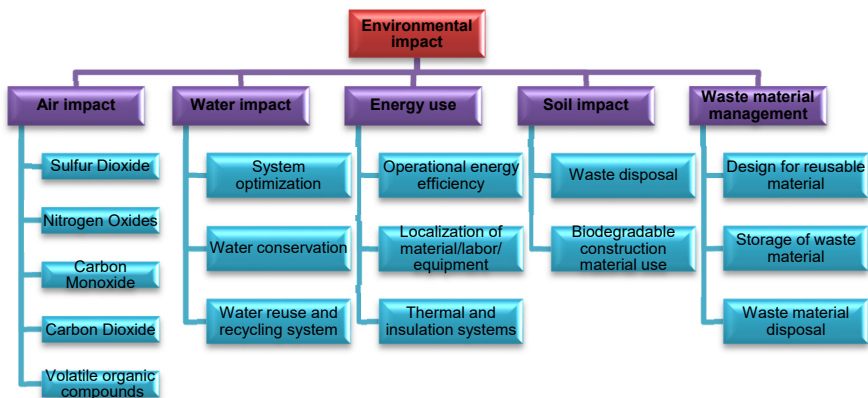 Environmental
impact
Air impact
Water impact
Energy use
Soil impact
Waste material
management
Sulfur Dioxide
Nitrogen Oxides
Carbon
Monoxide
Carbon Dioxide
Volatile organic
compounds
System
optimization
Water conservation
Water reuse and
recycling system
Operational energy
efficiency
Localization of
material/labor/
equipment
Thermal and
insulation systems
Waste disposal
Biodegradable
construction
material use
Design for reusable
material
Storage of waste
material
Waste material
disposal